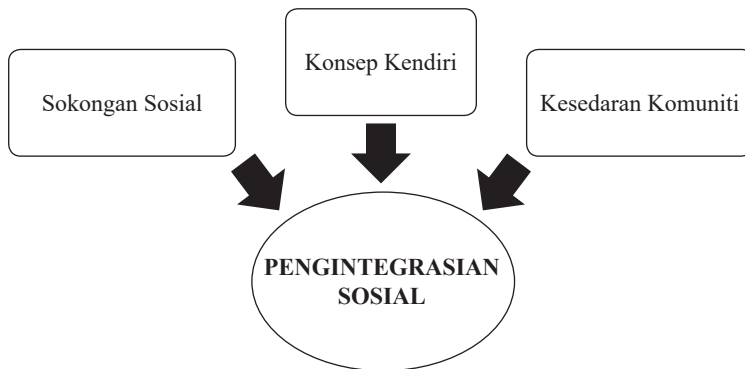 Sokongan Sosial
Konsep Kendiri
Kesedaran Komuniti
PENGINTEGRASIAN
SOSIAL